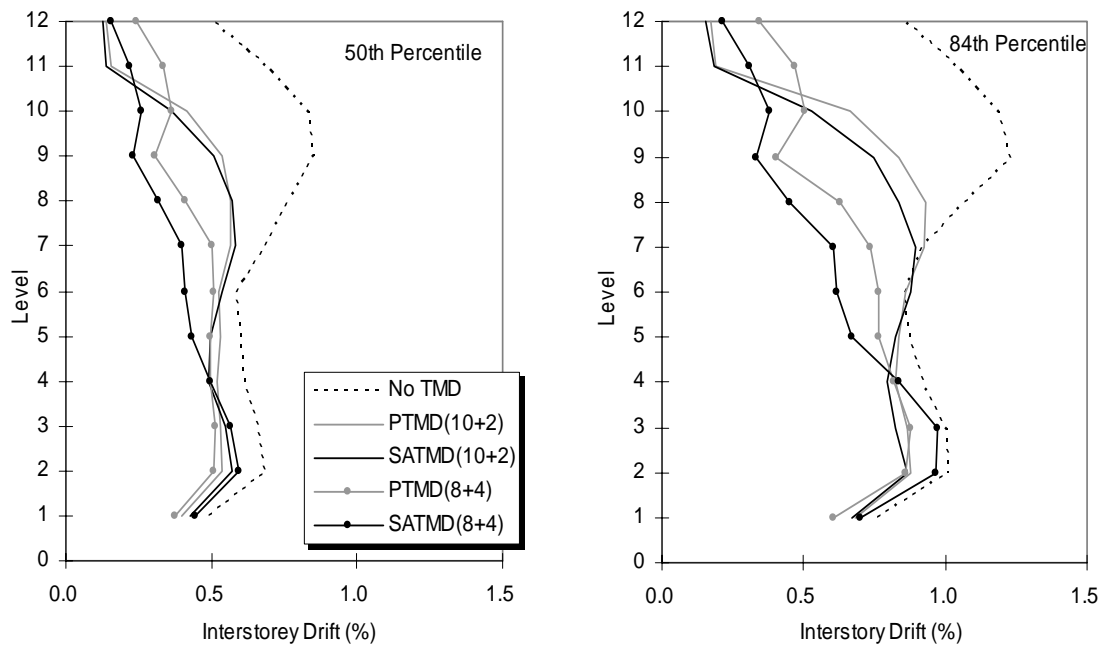 50th Percentile
12
11
10
9
8
7
6
5
4
3
2
1
0
Level
0.0 0.5 1.0 1.5
Interstorey Drift (%)
No TMD
PTMD(10+2)
SATMD(10+2)
PTMD(8+4)
SATMD(8+4)
84th Percentile
12
11
10
9
8
7
6
5
4
3
2
1
0
Level
0.0 0.5 1.0 1.5
Interstory Drift (%)